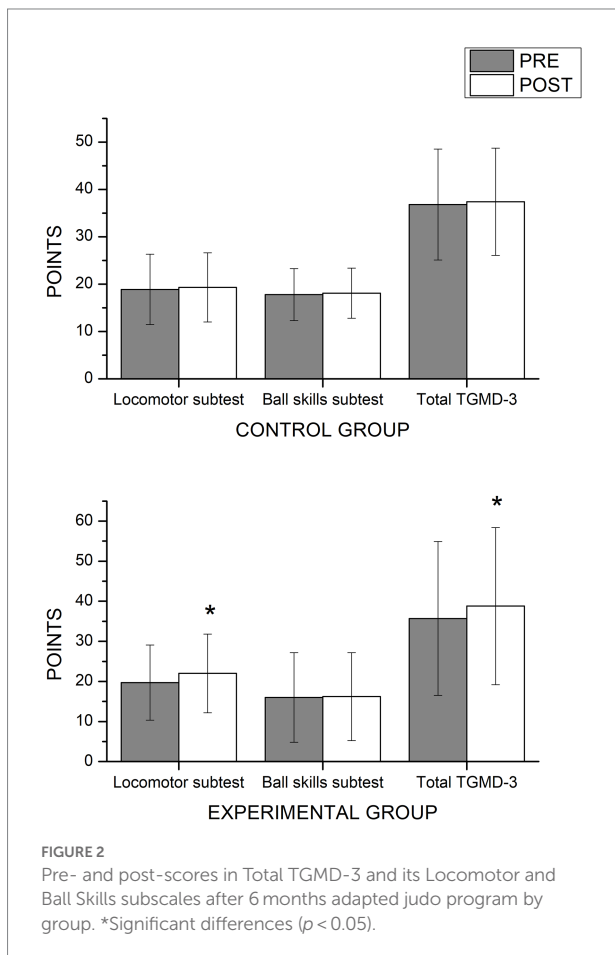 PRE
POST
50
40
30
20
10
0
POINTS
Locomotor subtest Ball skills subtest Total TGMD-3
CONTROL GROUP
60
50
40
30
20
10
0
POINTS
*
*
Locomotor subtest Ball skills subtest Total TGMD-3
EXPERIMENTAL GROUP
FIGURE 2
Pre- and post-scores in Total TGMD-3 and its Locomotor and
Ball Skills subscales after 6 months adapted judo program by
group. *Significant differences (p < 0.05).